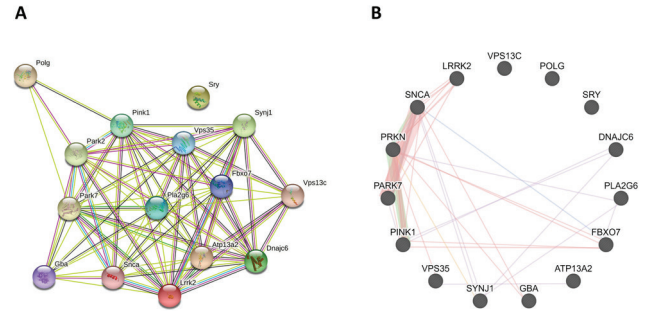 A
B
Polg
Sry
Pink1
Synj1
Vps35
Park2
Fbxo7
Vps13c
Park7
Pla2g6
Atp13a2
Dnajc6
Gba
Snca
Lrrk2
VPS13C
LRRK2
POLG
SNCA
SRY
PRKN
DNAJC6
PARK7
PLA2G6
PINK1
FBXO7
VPS35
ATP13A2
SYNJ1
GBA